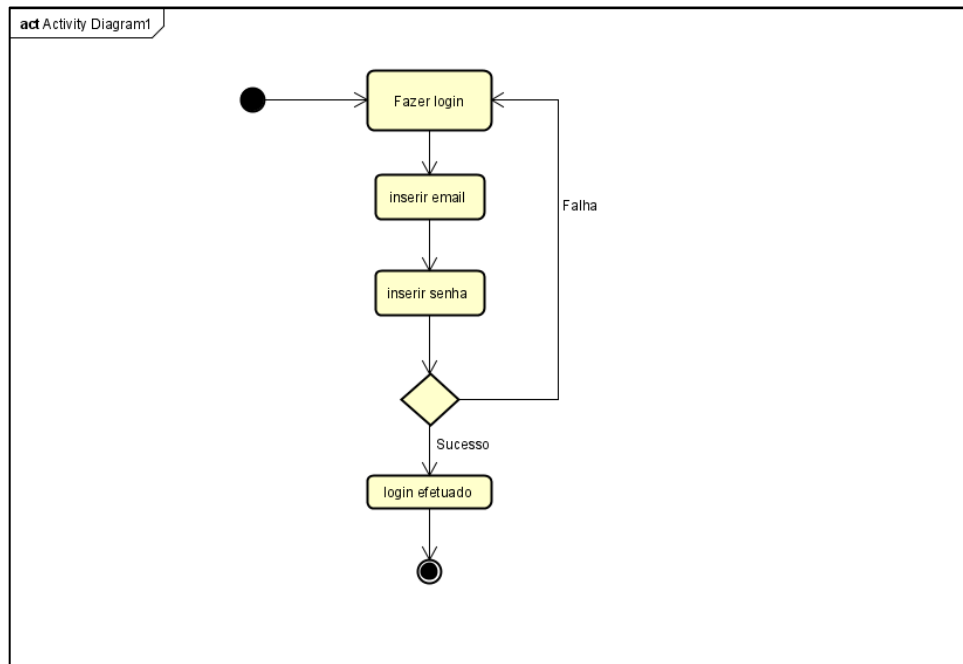 act Activity Diagram1
Fazer login
inserir email
Falha
inserir senha
Sucesso
login efetuado